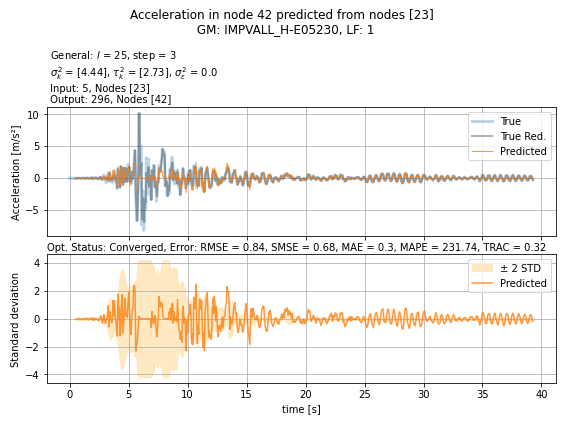 Acceleration in node 42 predicted from nodes [23]
GM: IMPVALL_H-E05230, LF: 1
General: l = 25, step = 3
σ²ₖ = [4.44], τ²ₖ = [2.73], σ²ε = 0.0
Input: 5, Nodes [23]
Output: 296, Nodes [42]
Acceleration [m/s²]
10
5
0
−5
True
True Red.
Predicted
Opt. Status: Converged, Error: RMSE = 0.84, SMSE = 0.68, MAE = 0.3, MAPE = 231.74, TRAC = 0.32
Standard deviation
4
2
0
−2
−4
± 2 STD
Predicted
0 5 10 15 20 25 30 35 40
time [s]